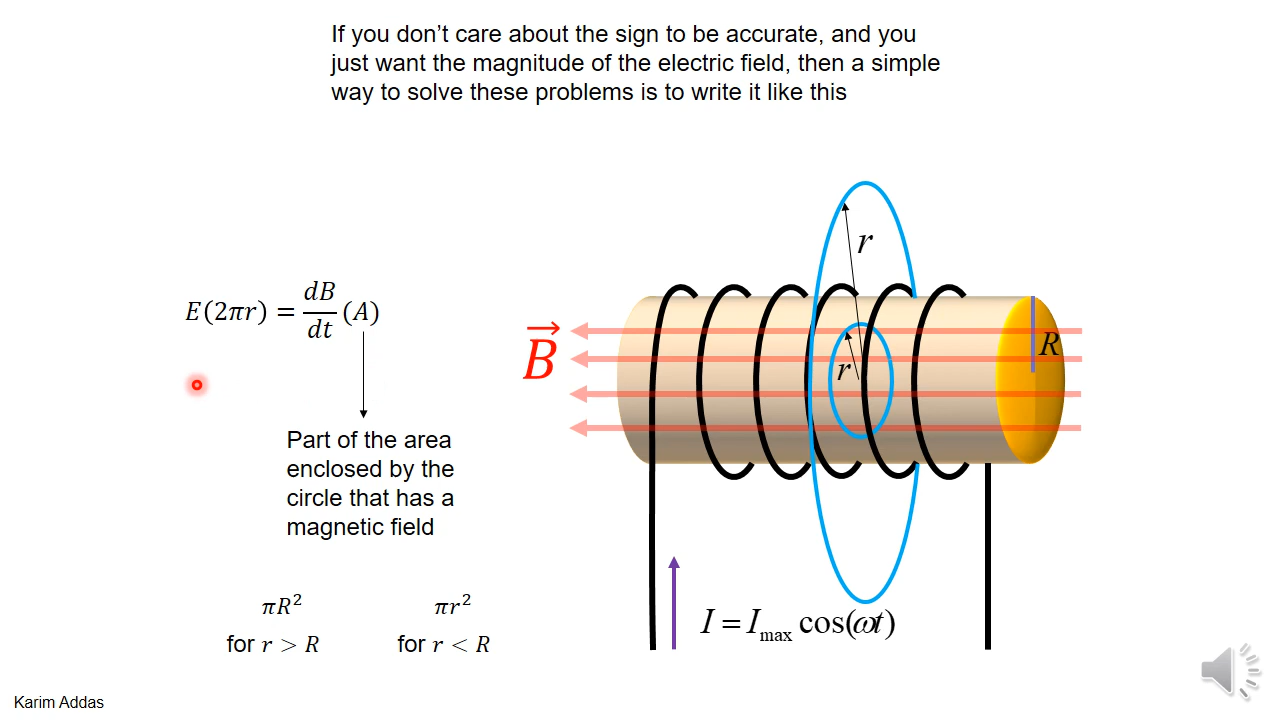 If you don't care about the sign to be accurate, and you
just want the magnitude of the electric field, then a simple
way to solve these problems is to write it like this
E(2πr) = dB/dt (A)
Part of the area
enclosed by the
circle that has a
magnetic field
πR² πr²
for r > R for r < R
r
r
R
B⃗
I = I_max cos(ωt)
Karim Addas